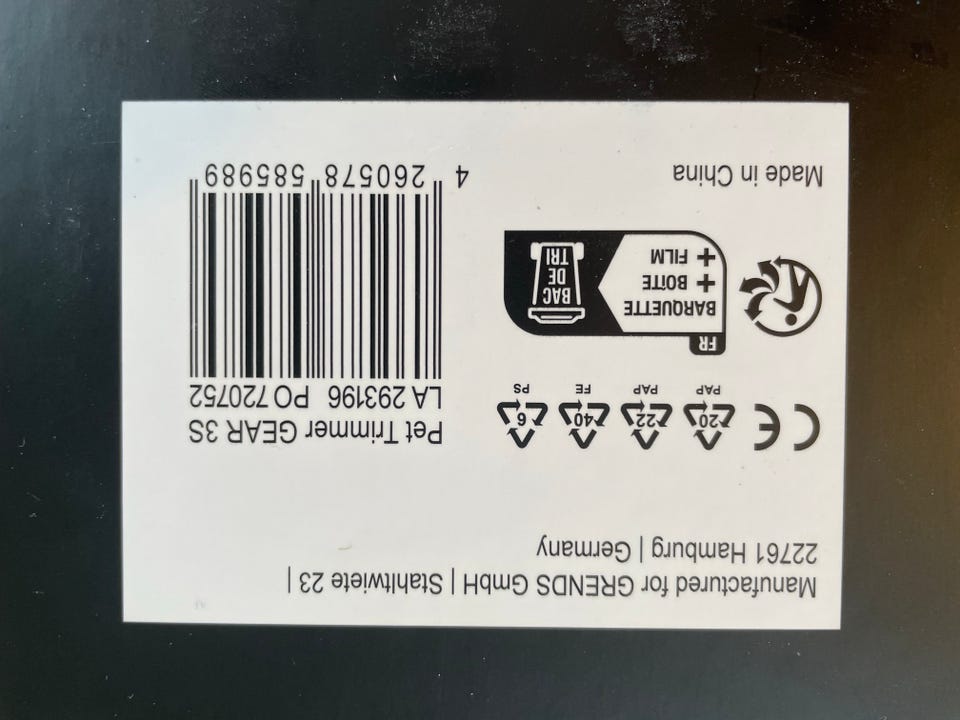 Manufactured for GRENDS GmbH | Stahltwiete 23 |
22761 Hamburg | Germany
CE
20
PAP
22
PAP
40
FE
6
PS
FR
BARQUETTE
+ BOÎTE
+ FILM
BAC
DE
TRI
Made in China
Pet Trimmer GEAR 3S
LA 293196 PO 720752
4 260578 585989